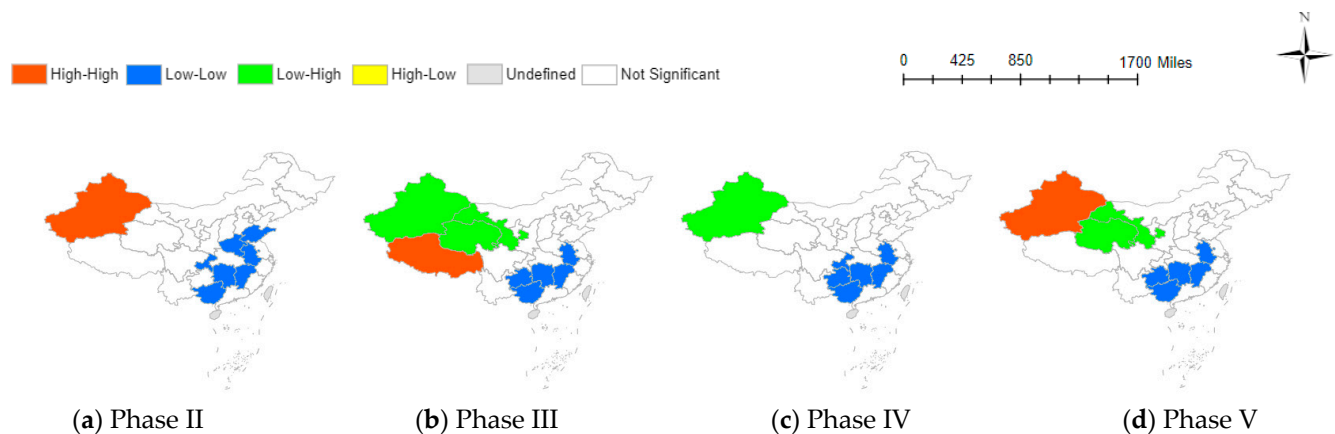 N
High-High Low-Low Low-High High-Low Undefined Not Significant
0 425 850 1700 Miles
(a) Phase II (b) Phase III (c) Phase IV (d) Phase V